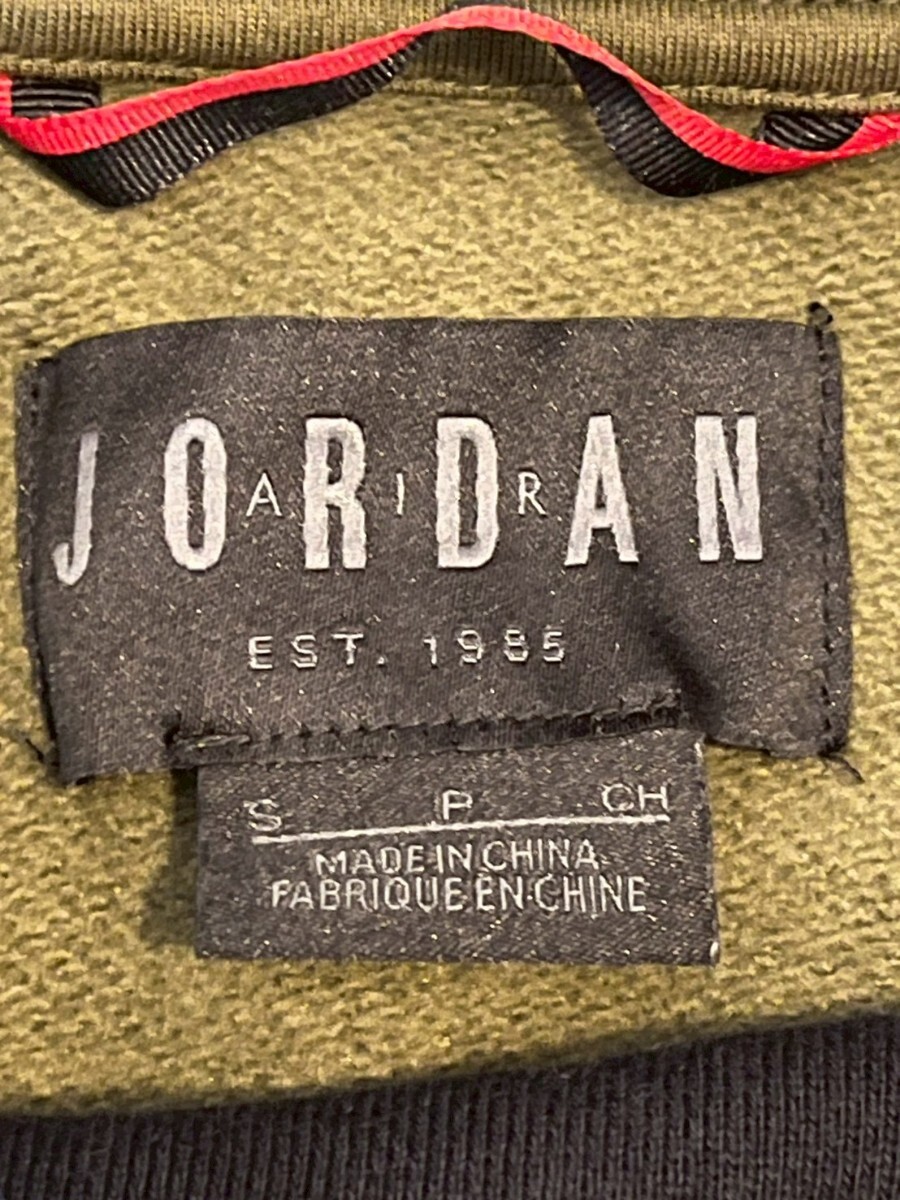 JORDAN
AIR
EST. 1985
S P CH
MADE IN CHINA
FABRIQUE EN CHINE